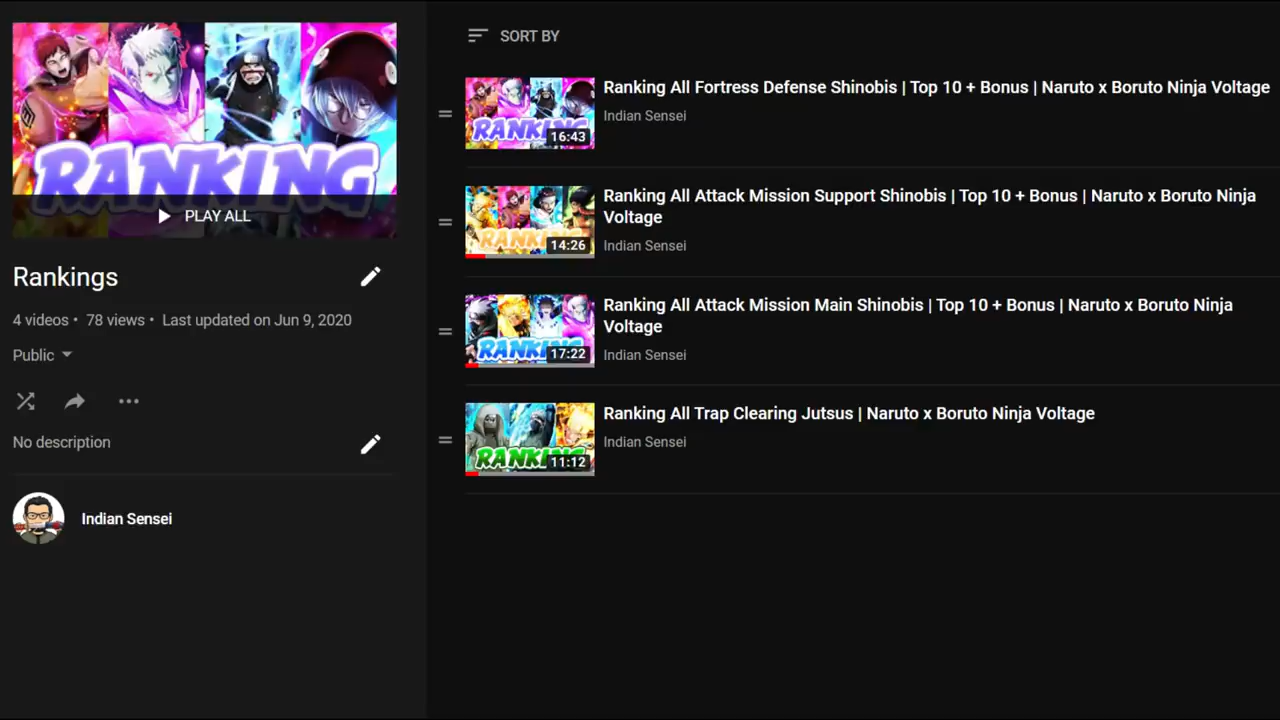 RANKING
PLAY ALL
Rankings
4 videos • 78 views • Last updated on Jun 9, 2020
Public
No description
Indian Sensei
SORT BY
RANKING
16:43
Ranking All Fortress Defense Shinobis | Top 10 + Bonus | Naruto x Boruto Ninja Voltage
Indian Sensei
RANKING
14:26
Ranking All Attack Mission Support Shinobis | Top 10 + Bonus | Naruto x Boruto Ninja
Voltage
Indian Sensei
RANKING
17:22
Ranking All Attack Mission Main Shinobis | Top 10 + Bonus | Naruto x Boruto Ninja
Voltage
Indian Sensei
RANKING
11:12
Ranking All Trap Clearing Jutsus | Naruto x Boruto Ninja Voltage
Indian Sensei